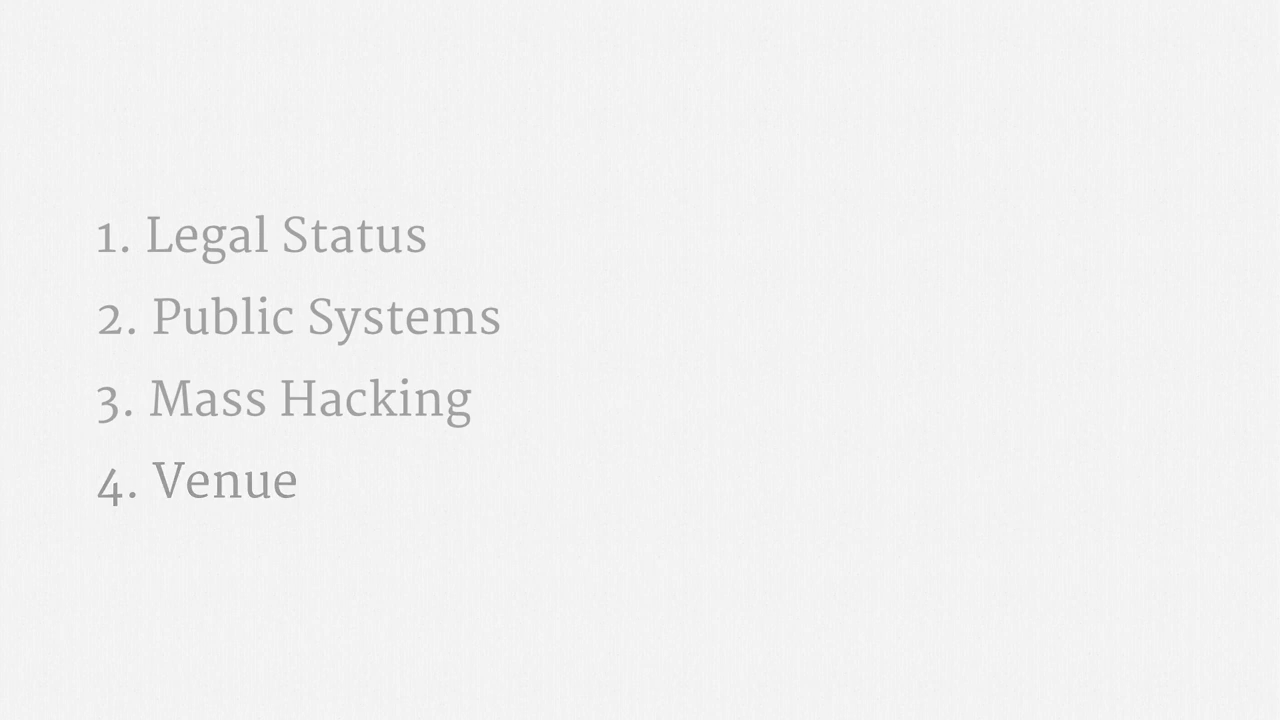 1. Legal Status
2. Public Systems
3. Mass Hacking
4. Venue